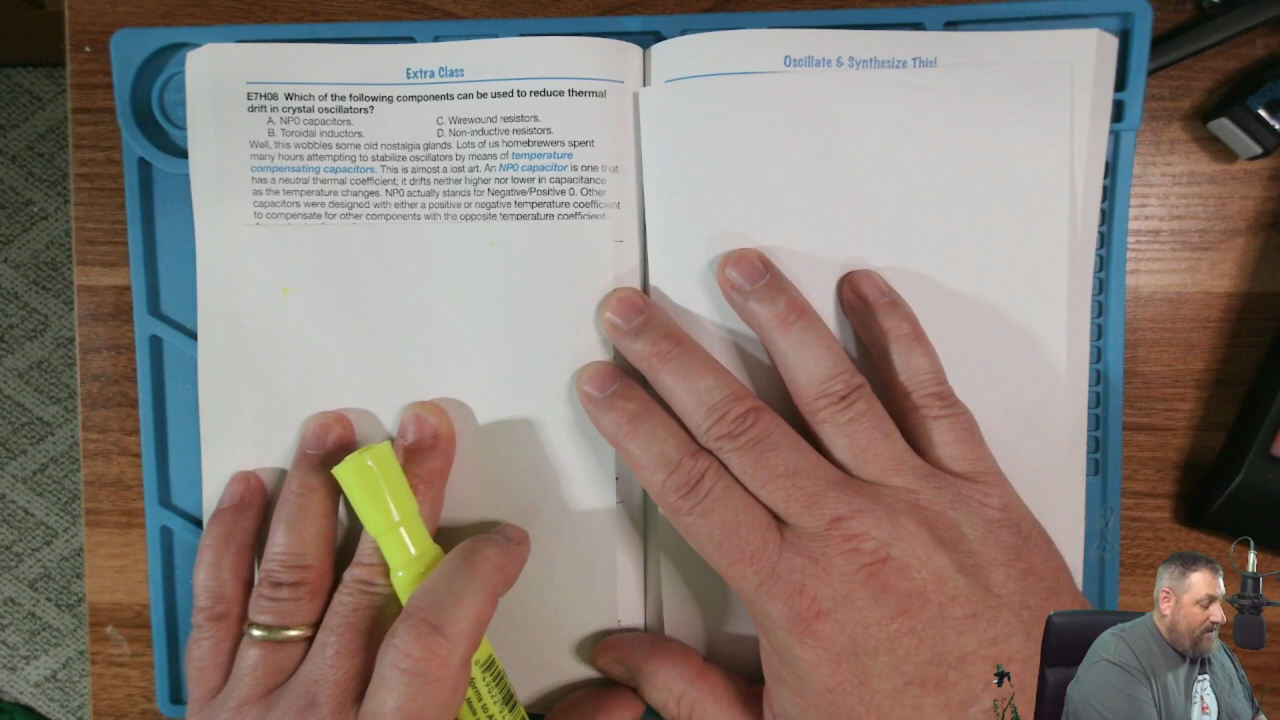 Extra Class
E7H08 Which of the following components can be used to reduce thermal
drift in crystal oscillators?
A. NP0 capacitors. C. Wirewound resistors.
B. Toroidal inductors. D. Non-inductive resistors.
Well, this wobbles some old nostalgia glands. Lots of us homebrewers spent
many hours attempting to stabilize oscillators by means of temperature
compensating capacitors. This is almost a lost art. An NP0 capacitor is one that
has a neutral thermal coefficient; it drifts neither higher nor lower in capacitance
as the temperature changes. NP0 actually stands for Negative/Positive 0. Other
capacitors were designed with either a positive or negative temperature coefficient
to compensate for other components with the opposite temperature coefficient.
Oscillate & Synthesize This!